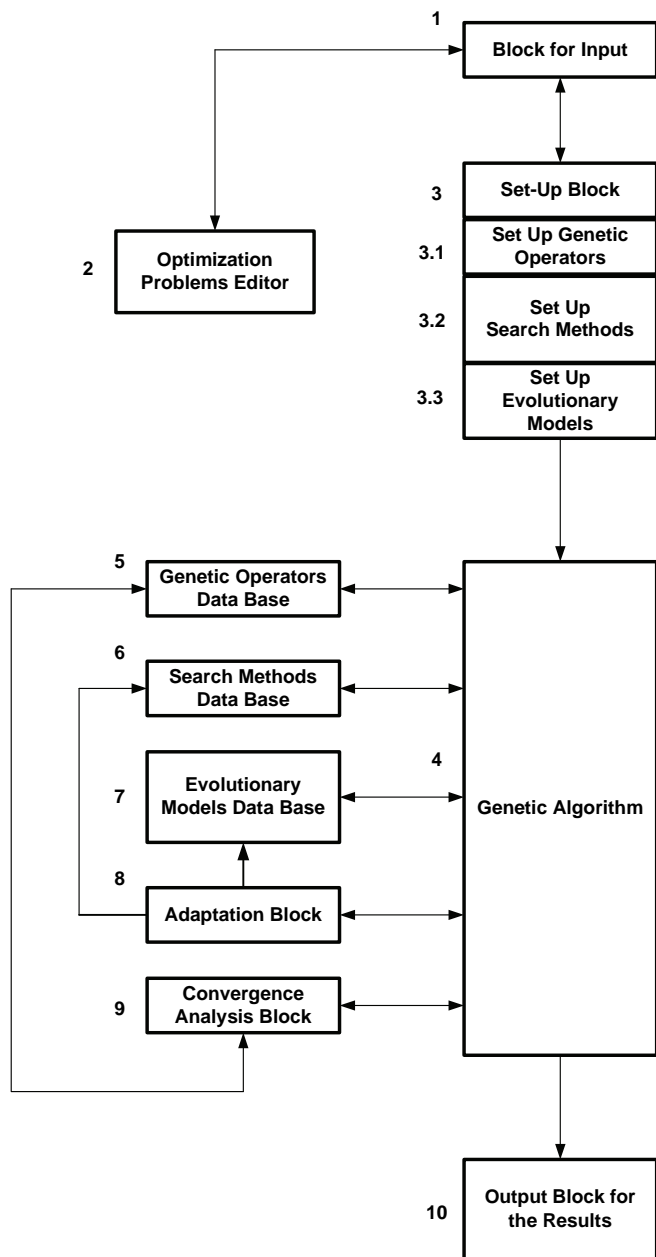 1
Block for Input
3
Set-Up Block
3.1
Set Up Genetic
Operators
2
Optimization
Problems Editor
3.2
Set Up
Search Methods
3.3
Set Up
Evolutionary
Models
5
Genetic Operators
Data Base
6
Search Methods
Data Base
4
7
Evolutionary
Models Data Base
Genetic Algorithm
8
Adaptation Block
9
Convergence
Analysis Block
10
Output Block for
the Results